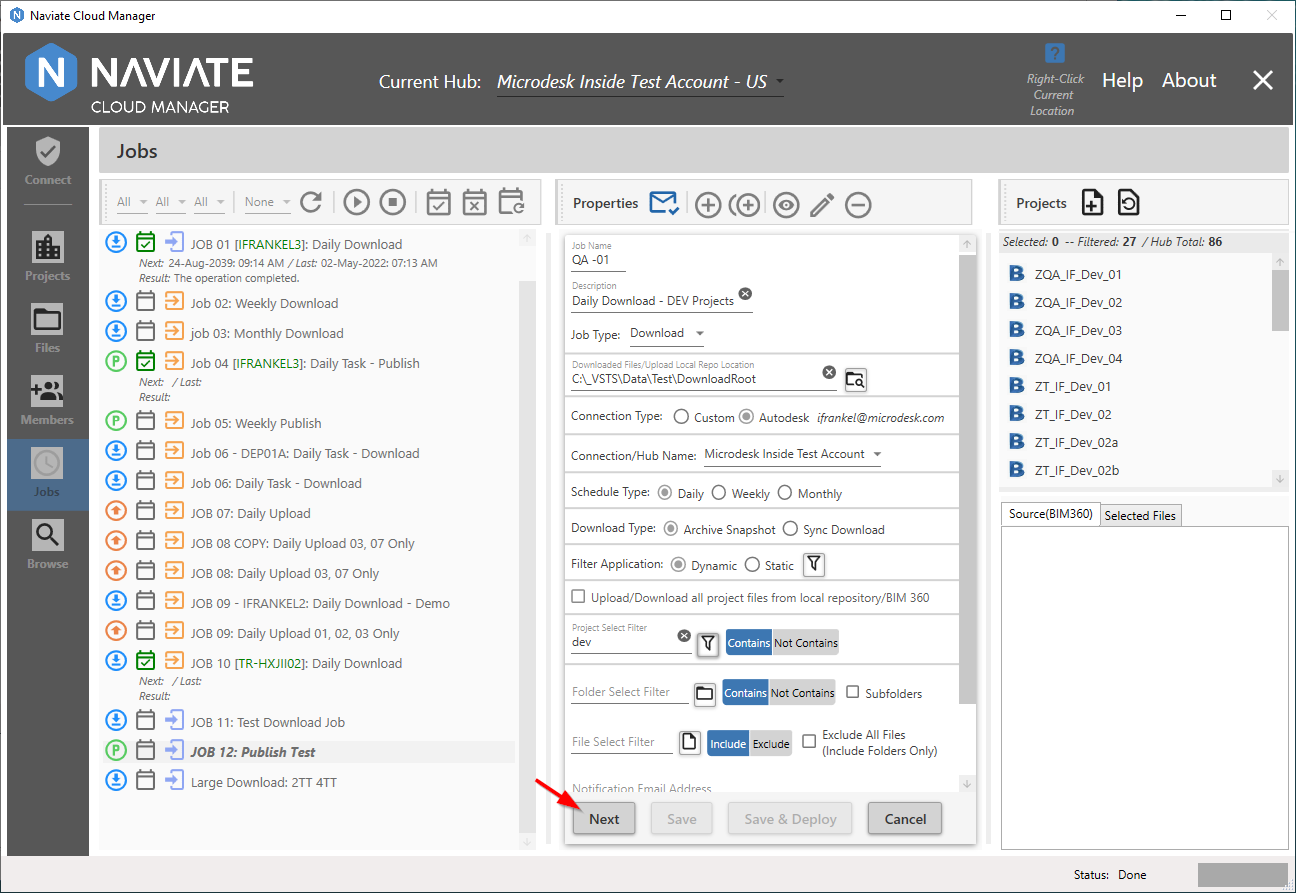 Naviate Cloud Manager
NAVIATE
CLOUD MANAGER
Current Hub: Microdesk Inside Test Account - US
?
Right-Click
Current
Location
Help About
Connect
Projects
Files
Members
Jobs
Browse
Jobs
All All All None
JOB 01 [IFRANKEL3]: Daily Download
Next: 24-Aug-2039: 09:14 AM / Last: 02-May-2022: 07:13 AM
Result: The operation completed.
Job 02: Weekly Download
job 03: Monthly Download
P Job 04 [IFRANKEL3]: Daily Task - Publish
Next: / Last:
Result:
P Job 05: Weekly Publish
Job 06 - DEP01A: Daily Task - Download
Job 06: Daily Task - Download
JOB 07: Daily Upload
JOB 08 COPY: Daily Upload 03, 07 Only
JOB 08: Daily Upload 03, 07 Only
JOB 09 - IFRANKEL2: Daily Download - Demo
JOB 09: Daily Upload 01, 02, 03 Only
JOB 10 [TR-HXJII02]: Daily Download
Next: / Last:
Result:
JOB 11: Test Download Job
P JOB 12: Publish Test
Large Download: 2TT 4TT
Properties
Job Name
QA -01
Description
Daily Download - DEV Projects
Job Type: Download
Downloaded Files/Upload Local Repo Location
C:\_VSTS\Data\Test\DownloadRoot
Connection Type: Custom Autodesk ifrankel@microdesk.com
Connection/Hub Name: Microdesk Inside Test Account
Schedule Type: Daily Weekly Monthly
Download Type: Archive Snapshot Sync Download
Filter Application: Dynamic Static
Upload/Download all project files from local repository/BIM 360
Project Select Filter
dev
Contains Not Contains
Folder Select Filter Contains Not Contains Subfolders
File Select Filter Include Exclude Exclude All Files
(Include Folders Only)
Notification Email Address
Next Save Save & Deploy Cancel
Projects
Selected: 0 -- Filtered: 27 / Hub Total: 86
B ZQA_IF_Dev_01
B ZQA_IF_Dev_02
B ZQA_IF_Dev_03
B ZQA_IF_Dev_04
B ZT_IF_Dev_01
B ZT_IF_Dev_02
B ZT_IF_Dev_02a
B ZT_IF_Dev_02b
Source(BIM360) Selected Files
Status: Done